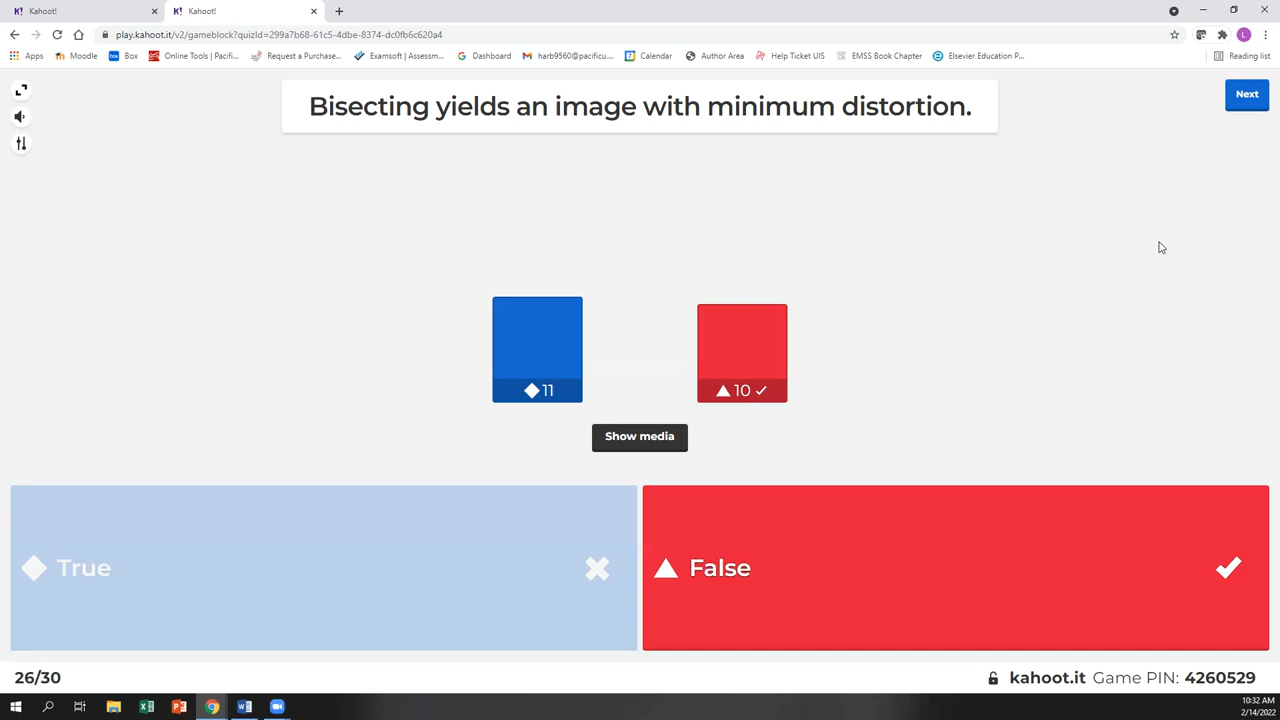 Kahoot!
Kahoot!
play.kahoot.it/v2/gameblock?quizId=299a7b68-61c5-4dbe-8374-dc0fb6c620a4
Apps
Moodle
Box
Online Tools | Pacifi...
Request a Purchase...
Examsoft | Assessm...
Dashboard
harb9560@pacificu...
Calendar
Author Area
Help Ticket UIS
EMSS Book Chapter
Elsevier Education P...
Reading list
Bisecting yields an image with minimum distortion.
Next
11
10
Show media
True
False
26/30
kahoot.it Game PIN: 4260529
10:32 AM
2/14/2022